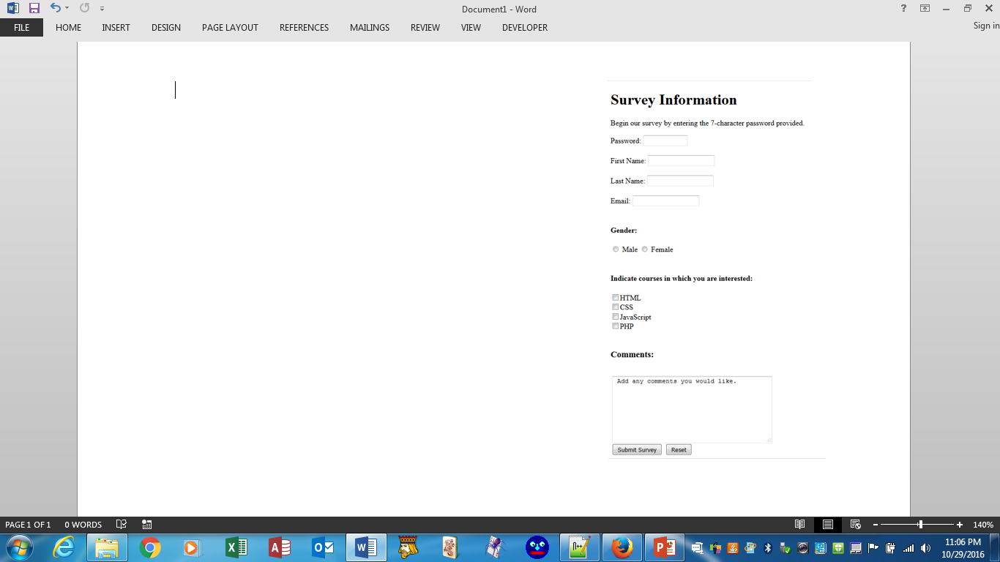 Document1 - Word
FILE HOME INSERT DESIGN PAGE LAYOUT REFERENCES MAILINGS REVIEW VIEW DEVELOPER
Sign in
Survey Information
Begin our survey by entering the 7-character password provided.
Password:
First Name:
Last Name:
Email:
Gender:
Male Female
Indicate courses in which you are interested:
HTML
CSS
JavaScript
PHP
Comments:
Add any comments you would like.
Submit Survey Reset
PAGE 1 OF 1 0 WORDS 140%
11:06 PM
10/29/2016